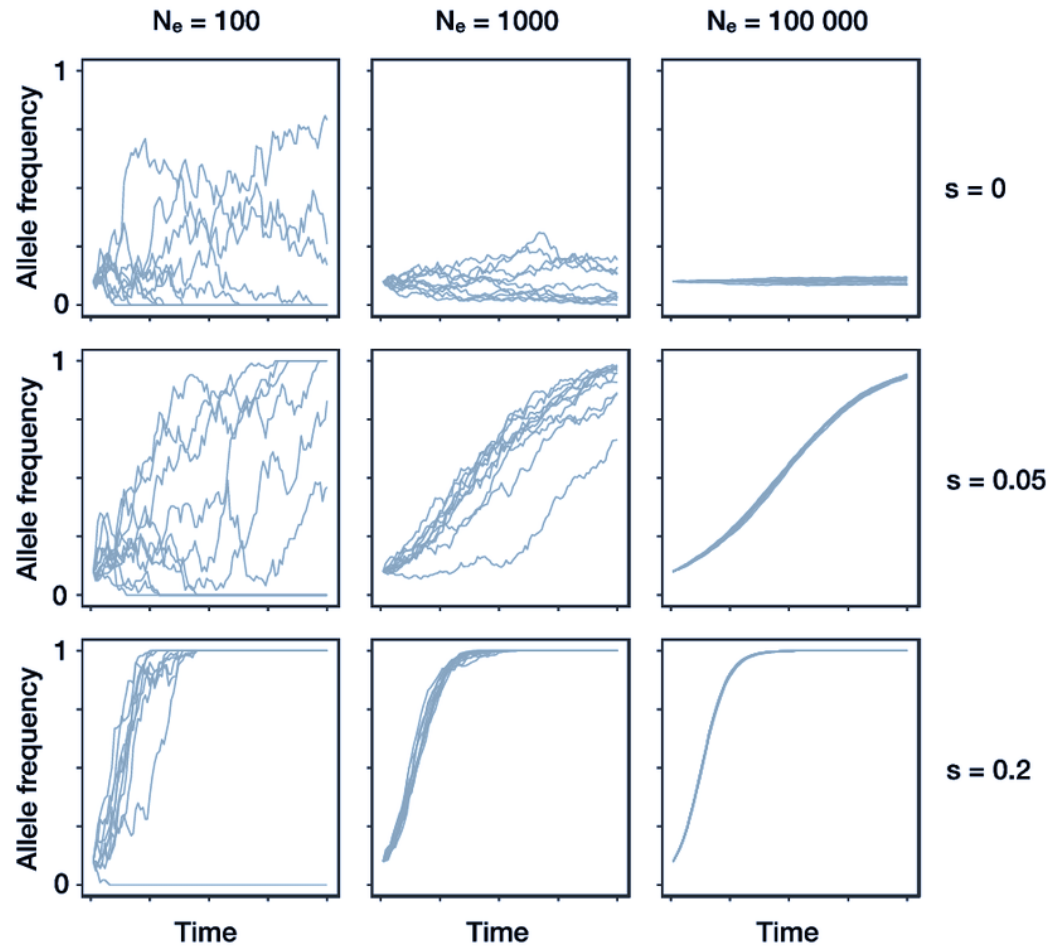 Ne = 100 Ne = 1000 Ne = 100 000
1
Allele frequency
0
s = 0
1
Allele frequency
0
s = 0.05
1
Allele frequency
0
s = 0.2
Time Time Time